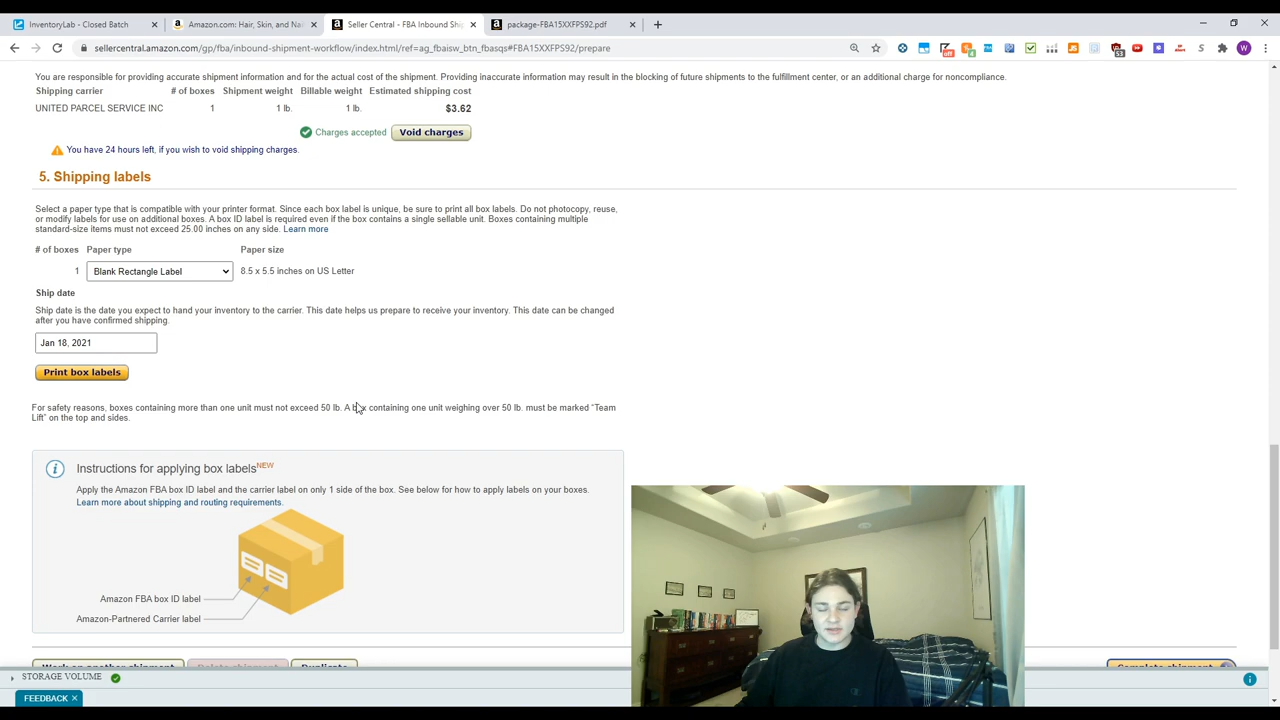 InventoryLab - Closed Batch
Amazon.com: Hair, Skin, and Nai
Seller Central - FBA Inbound Shi
package-FBA15XXFPS92.pdf
sellercentral.amazon.com/gp/fba/inbound-shipment-workflow/index.html/ref=ag_fbaisw_btn_fbasqs#FBA15XXFPS92/prepare
You are responsible for providing accurate shipment information and for the actual cost of the shipment. Providing inaccurate information may result in the blocking of future shipments to the fulfillment center, or an additional charge for noncompliance.
Shipping carrier # of boxes Shipment weight Billable weight Estimated shipping cost
UNITED PARCEL SERVICE INC 1 1 lb. 1 lb. $3.62
Charges accepted Void charges
You have 24 hours left, if you wish to void shipping charges.
5. Shipping labels
Select a paper type that is compatible with your printer format. Since each box label is unique, be sure to print all box labels. Do not photocopy, reuse,
or modify labels for use on additional boxes. A box ID label is required even if the box contains a single sellable unit. Boxes containing multiple
standard-size items must not exceed 25.00 inches on any side. Learn more
# of boxes Paper type Paper size
1 Blank Rectangle Label 8.5 x 5.5 inches on US Letter
Ship date
Ship date is the date you expect to hand your inventory to the carrier. This date helps us prepare to receive your inventory. This date can be changed
after you have confirmed shipping.
Jan 18, 2021
Print box labels
For safety reasons, boxes containing more than one unit must not exceed 50 lb. A box containing one unit weighing over 50 lb. must be marked “Team
Lift” on the top and sides.
Instructions for applying box labels NEW
Apply the Amazon FBA box ID label and the carrier label on only 1 side of the box. See below for how to apply labels on your boxes.
Learn more about shipping and routing requirements.
Amazon FBA box ID label
Amazon-Partnered Carrier label
Work on another shipment Delete shipment Duplicate Complete shipment
STORAGE VOLUME
FEEDBACK